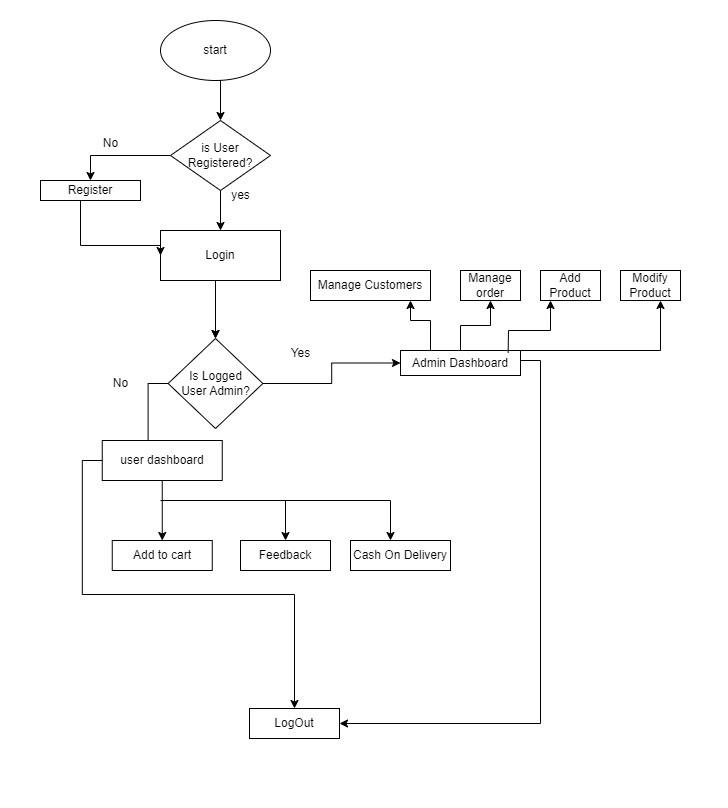 start
No
is User
Registered?
Register
yes
Login
Manage Customers
Manage
order
Add
Product
Modify
Product
Yes
Admin Dashboard
No
Is Logged
User Admin?
user dashboard
Add to cart
Feedback
Cash On Delivery
LogOut